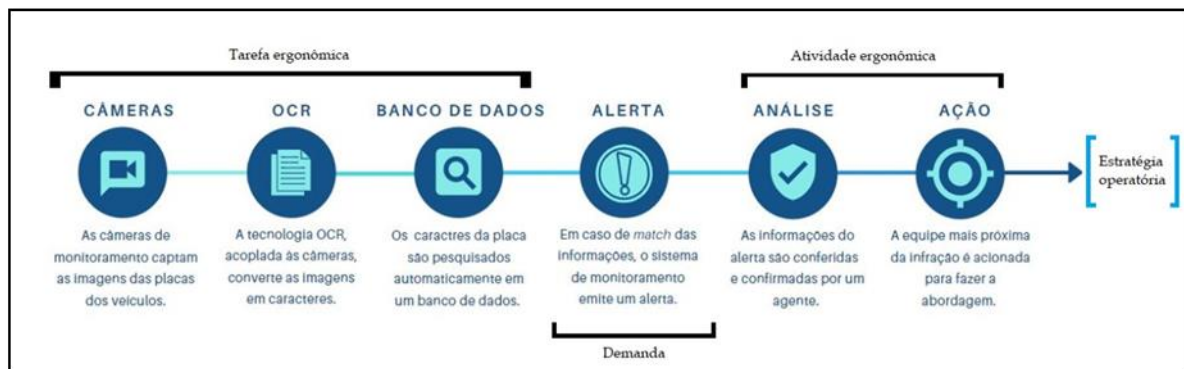 Tarefa ergonômica
Atividade ergonômica
CÂMERAS
OCR
BANCO DE DADOS
ALERTA
ANÁLISE
AÇÃO
As câmeras de
monitoramento captam
as imagens das placas
dos veículos.
A tecnologia OCR,
acoplada às câmeras,
converte as imagens
em caracteres.
Os caractres da placa
são pesquisados
automaticamente em
um banco de dados.
Em caso de match das
informações, o sistema
de monitoramento
emite um alerta.
As informações do
alerta são conferidas
e confirmadas por um
agente.
A equipe mais próxima
da infração é acionada
para fazer a
abordagem.
Estratégia
operatória
Demanda